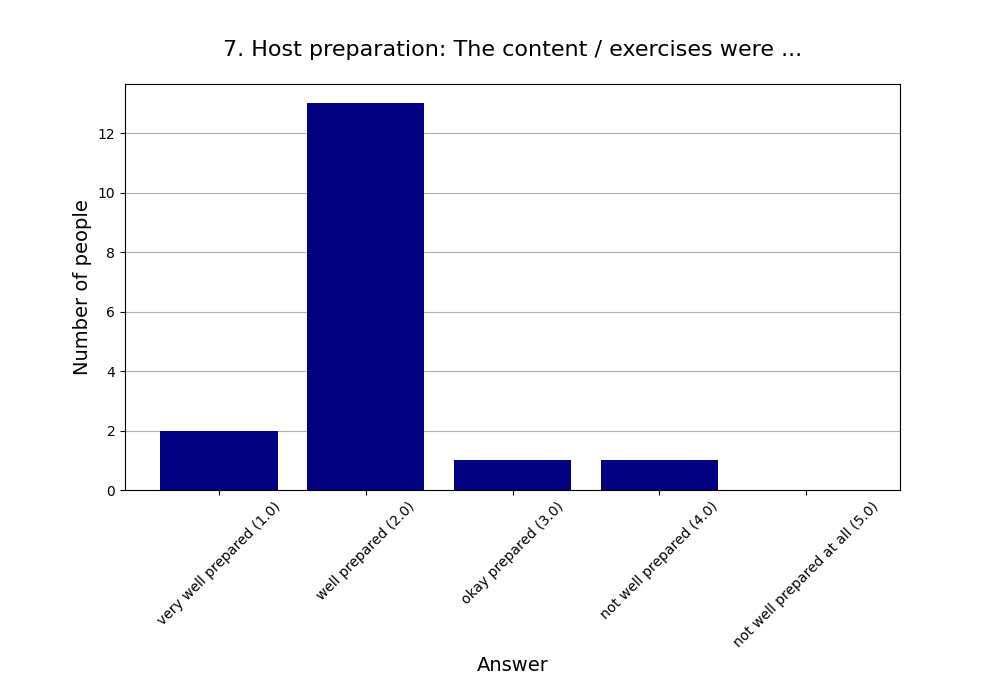 7. Host preparation: The content / exercises were ...
Number of people
12
10
8
6
4
2
0
very well prepared (1.0)
well prepared (2.0)
okay prepared (3.0)
not well prepared (4.0)
not well prepared at all (5.0)
Answer